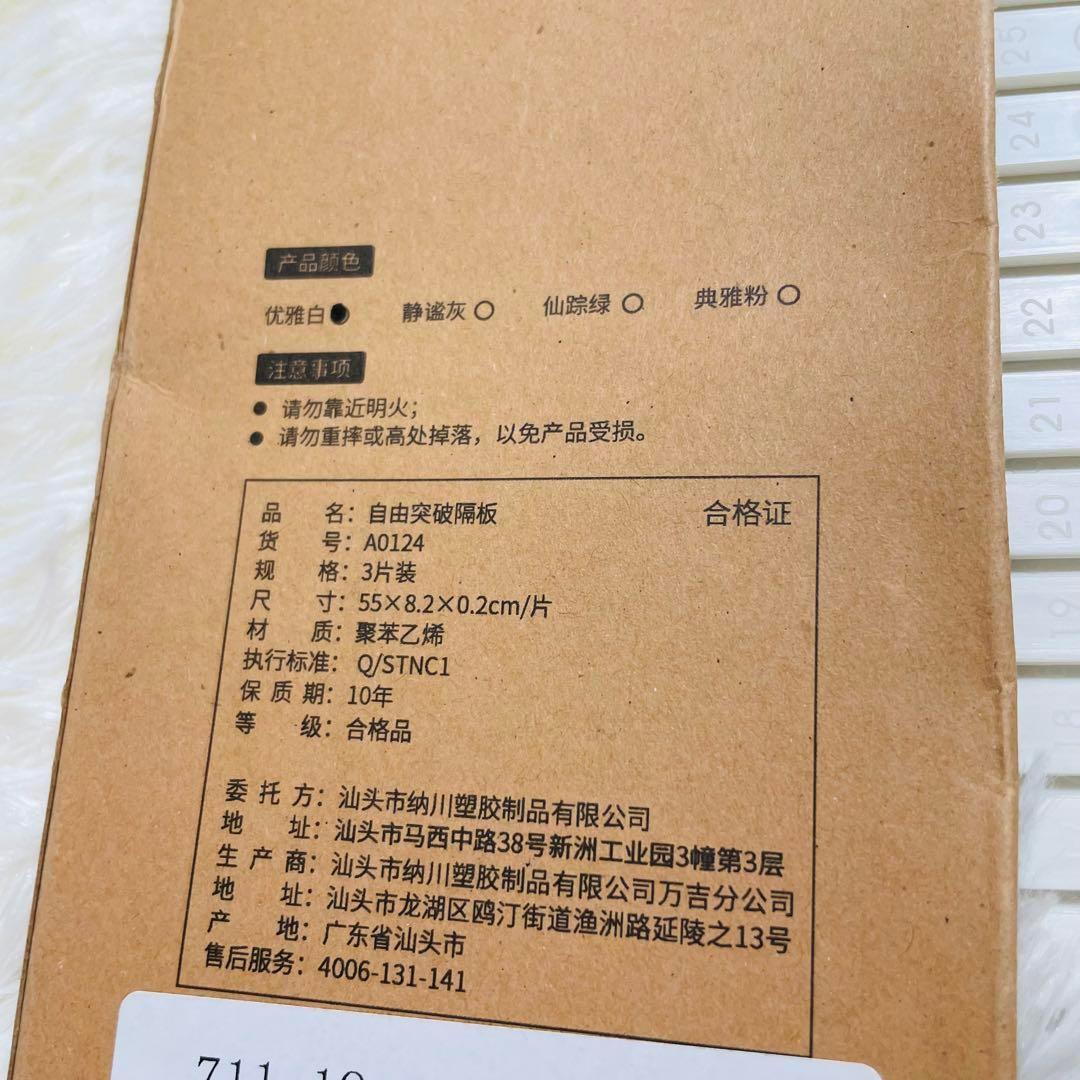 产品颜色
优雅白 静谧灰 仙踪绿 典雅粉
注意事项
请勿靠近明火；
请勿重摔或高处掉落，以免产品受损。
合格证
品 名：自由突破隔板
货 号：A0124
规 格：3片装
尺 寸：55×8.2×0.2cm/片
材 质：聚苯乙烯
执行标准：Q/STNC1
保 质 期：10年
等 级：合格品
委 托 方：汕头市纳川塑胶制品有限公司
地 址：汕头市马西中路38号新洲工业园3幢第3层
生 产 商：汕头市纳川塑胶制品有限公司万吉分公司
地 址：汕头市龙湖区鸥汀街道渔洲路延陵之13号
产 地：广东省汕头市
售后服务：4006-131-141
25
24
23
22
21
20
19
18